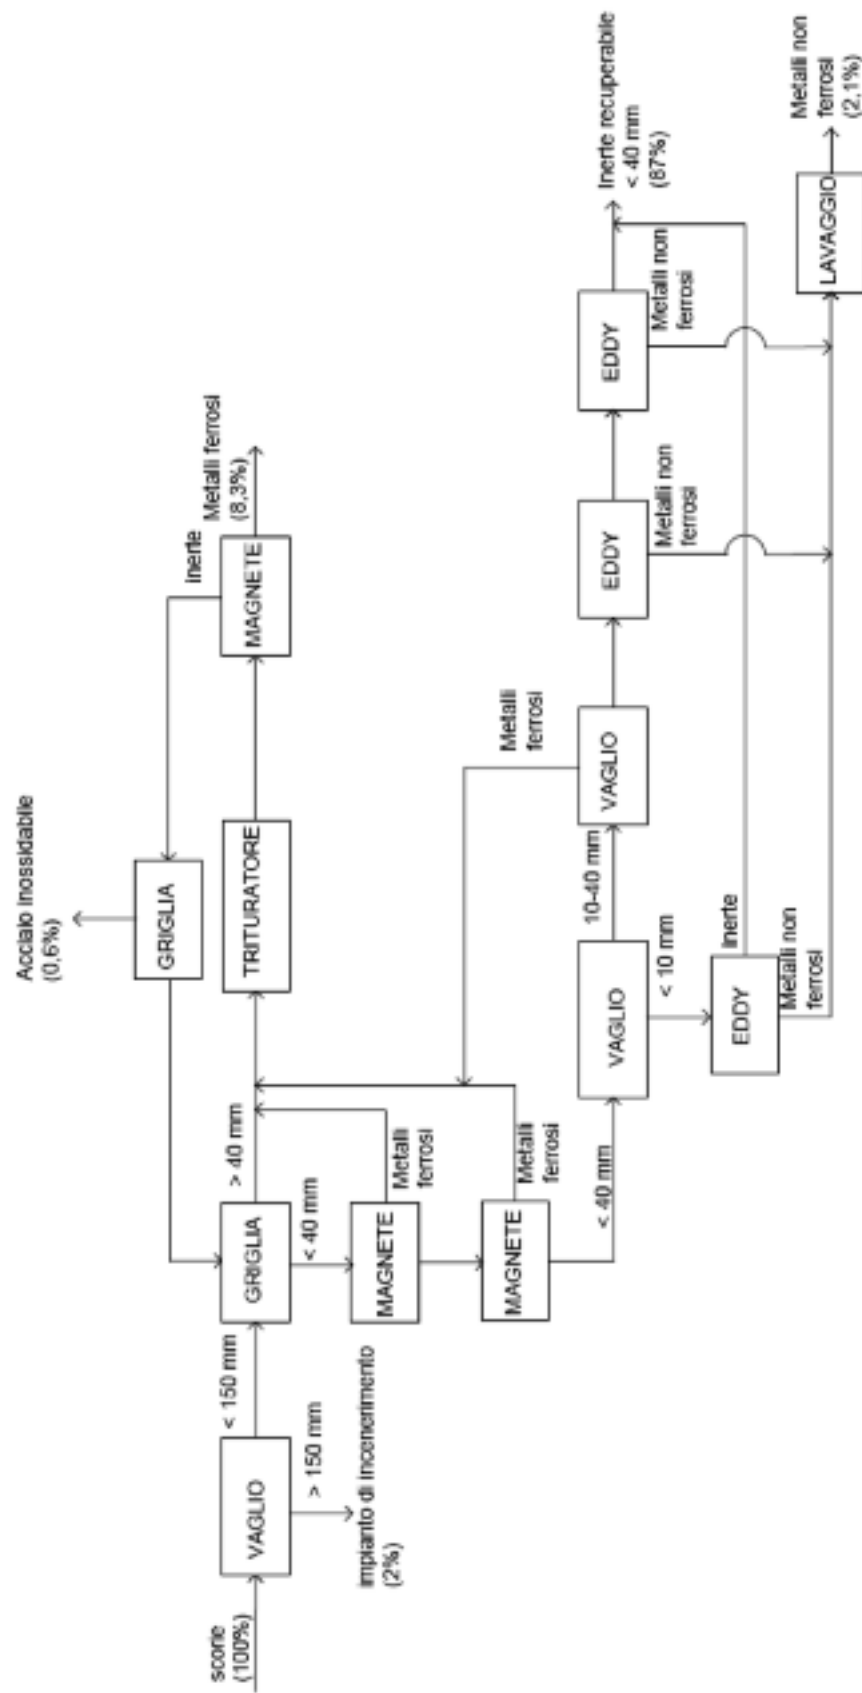 scorie
(100%)
VAGLIO
> 150 mm
impianto di incenerimento
(2%)
< 150 mm
GRIGLIA
> 40 mm
< 40 mm
MAGNETE
Metalli
ferrosi
MAGNETE
Metalli
ferrosi
< 40 mm
Acciaio inossidabile
(0,6%)
GRIGLIA
TRITURATORE
inerte
MAGNETE
Metalli ferrosi
(8,3%)
VAGLIO
< 10 mm
10-40 mm
EDDY
inerte
Metalli non
ferrosi
VAGLIO
Metalli
ferrosi
EDDY
Metalli non
ferrosi
EDDY
Metalli non
ferrosi
Inerte recuperabile
< 40 mm
(87%)
LAVAGGIO
Metalli non
ferrosi
(2,1%)